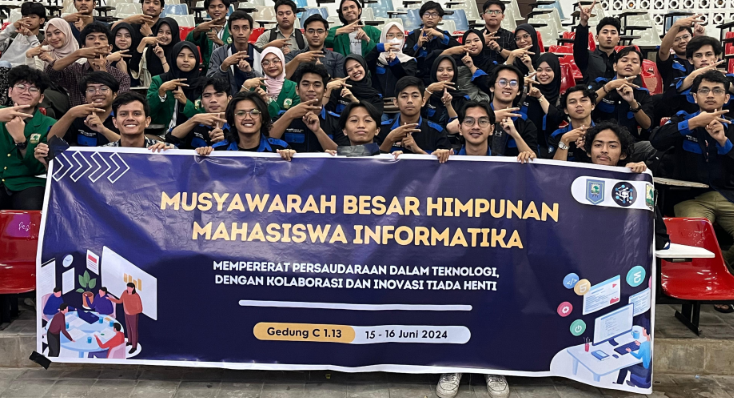 MUSYAWARAH BESAR HIMPUNAN
MAHASISWA INFORMATIKA
MEMPERERAT PERSAUDARAAN DALAM TEKNOLOGI,
DENGAN KOLABORASI DAN INOVASI TIADA HENTI
Gedung C 1.13
15 - 16 Juni 2024